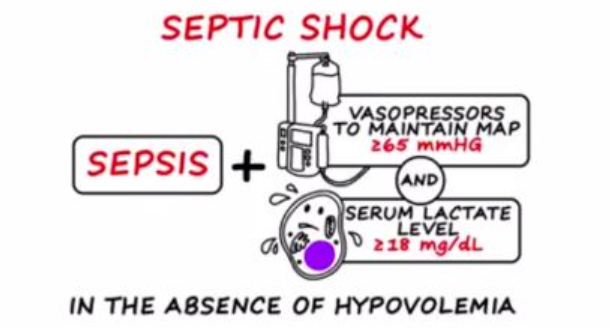 SEPTIC SHOCK
VASOPRESSORS
TO MAINTAIN MAP
≥65 mmHG
SEPSIS +
AND
SERUM LACTATE
LEVEL
≥18 mg/dL
IN THE ABSENCE OF HYPOVOLEMIA